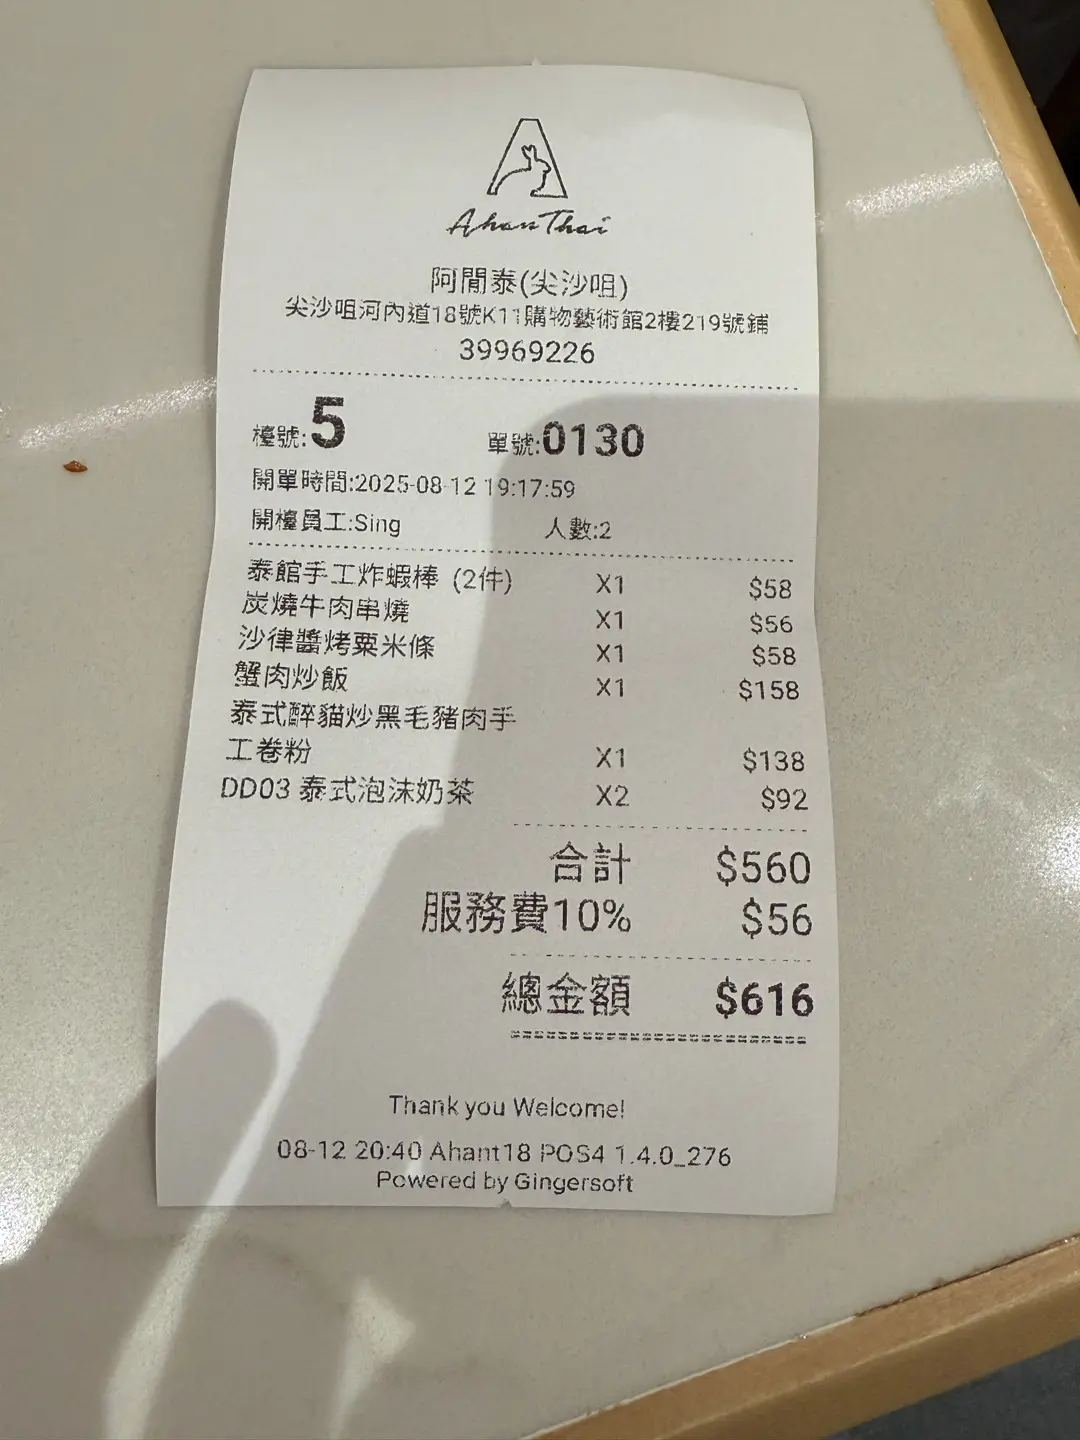 Ahan Thai
阿閒泰(尖沙咀)
尖沙咀河內道18號K11購物藝術館2樓219號鋪
39969226
檯號:5 單號:0130
開單時間:2025-08-12 19:17:59
開檯員工:Sing 人數:2
泰館手工炸蝦棒 (2件) X1 $58
炭燒牛肉串燒 X1 $56
沙律醬烤粟米條 X1 $58
蟹肉炒飯 X1 $158
泰式醉貓炒黑毛豬肉手
工卷粉 X1 $138
DD03 泰式泡沫奶茶 X2 $92
合計 $560
服務費10% $56
總金額 $616
Thank you Welcome!
08-12 20:40 Ahant18 POS4 1.4.0_276
Powered by Gingersoft